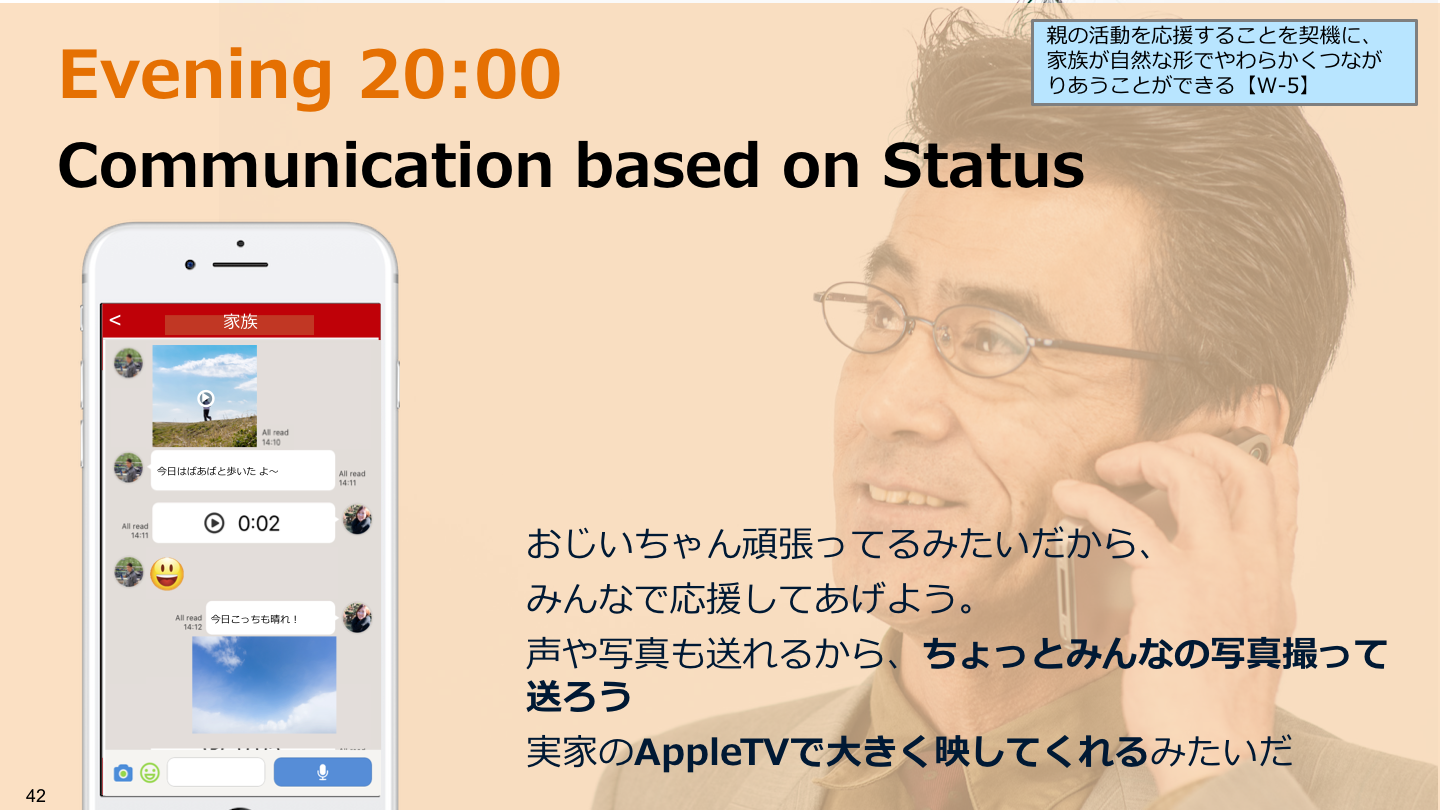 Evening 20:00
親の活動を応援することを契機に、
家族が自然な形でやわらかくつなが
りあうことができる【W-5】
Communication based on Status
< 家族
All read
14:10
今日はばあばと歩いた よ〜
All read
14:11
0:02
All read
14:11
今日こっちも晴れ！
All read
14:12
おじいちゃん頑張ってるみたいだから、
みんなで応援してあげよう。
声や写真も送れるから、ちょっとみんなの写真撮って
送ろう
実家のAppleTVで大きく映してくれるみたいだ
42